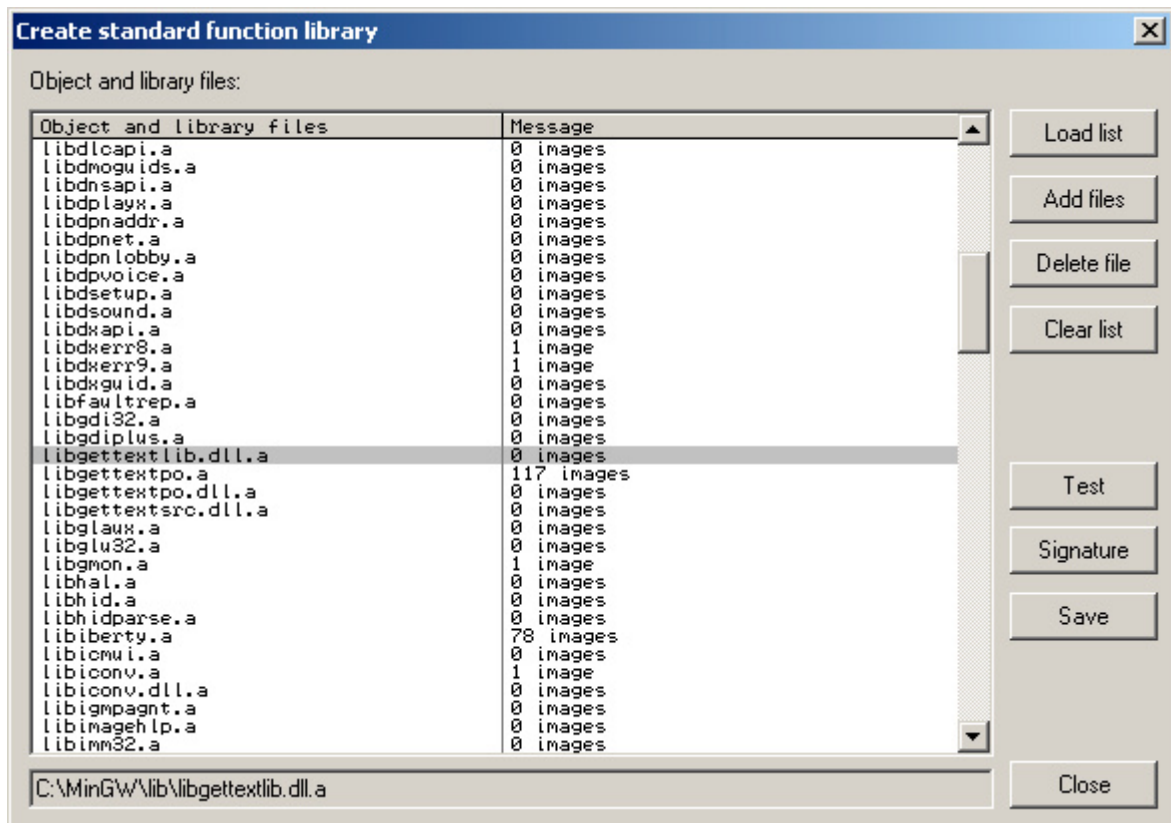 Create standard function library
Object and library files:
Object and library files Message
libdlcapi.a 0 images
libdmoguids.a 0 images
libdnsapi.a 0 images
libdplayx.a 0 images
libdpnaddr.a 0 images
libdpnet.a 0 images
libdpnlobby.a 0 images
libdpvoice.a 0 images
libdsetup.a 0 images
libdsound.a 0 images
libdxapi.a 0 images
libdxerr8.a 1 image
libdxerr9.a 1 image
libdxguid.a 0 images
libfaultrep.a 0 images
libgdi32.a 0 images
libgdiplus.a 0 images
libgettextlib.dll.a 0 images
libgettextpo.a 117 images
libgettextpo.dll.a 0 images
libgettextsrc.dll.a 0 images
libglaux.a 0 images
libglu32.a 0 images
libgmon.a 1 image
libhal.a 0 images
libhid.a 0 images
libhidparse.a 0 images
libiberty.a 78 images
libicmui.a 0 images
libiconv.a 1 image
libiconv.dll.a 0 images
libigmpagnt.a 0 images
libimagehlp.a 0 images
libimm32.a 0 images
C:\MinGW\lib\libgettextlib.dll.a
Load list
Add files
Delete file
Clear list
Test
Signature
Save
Close